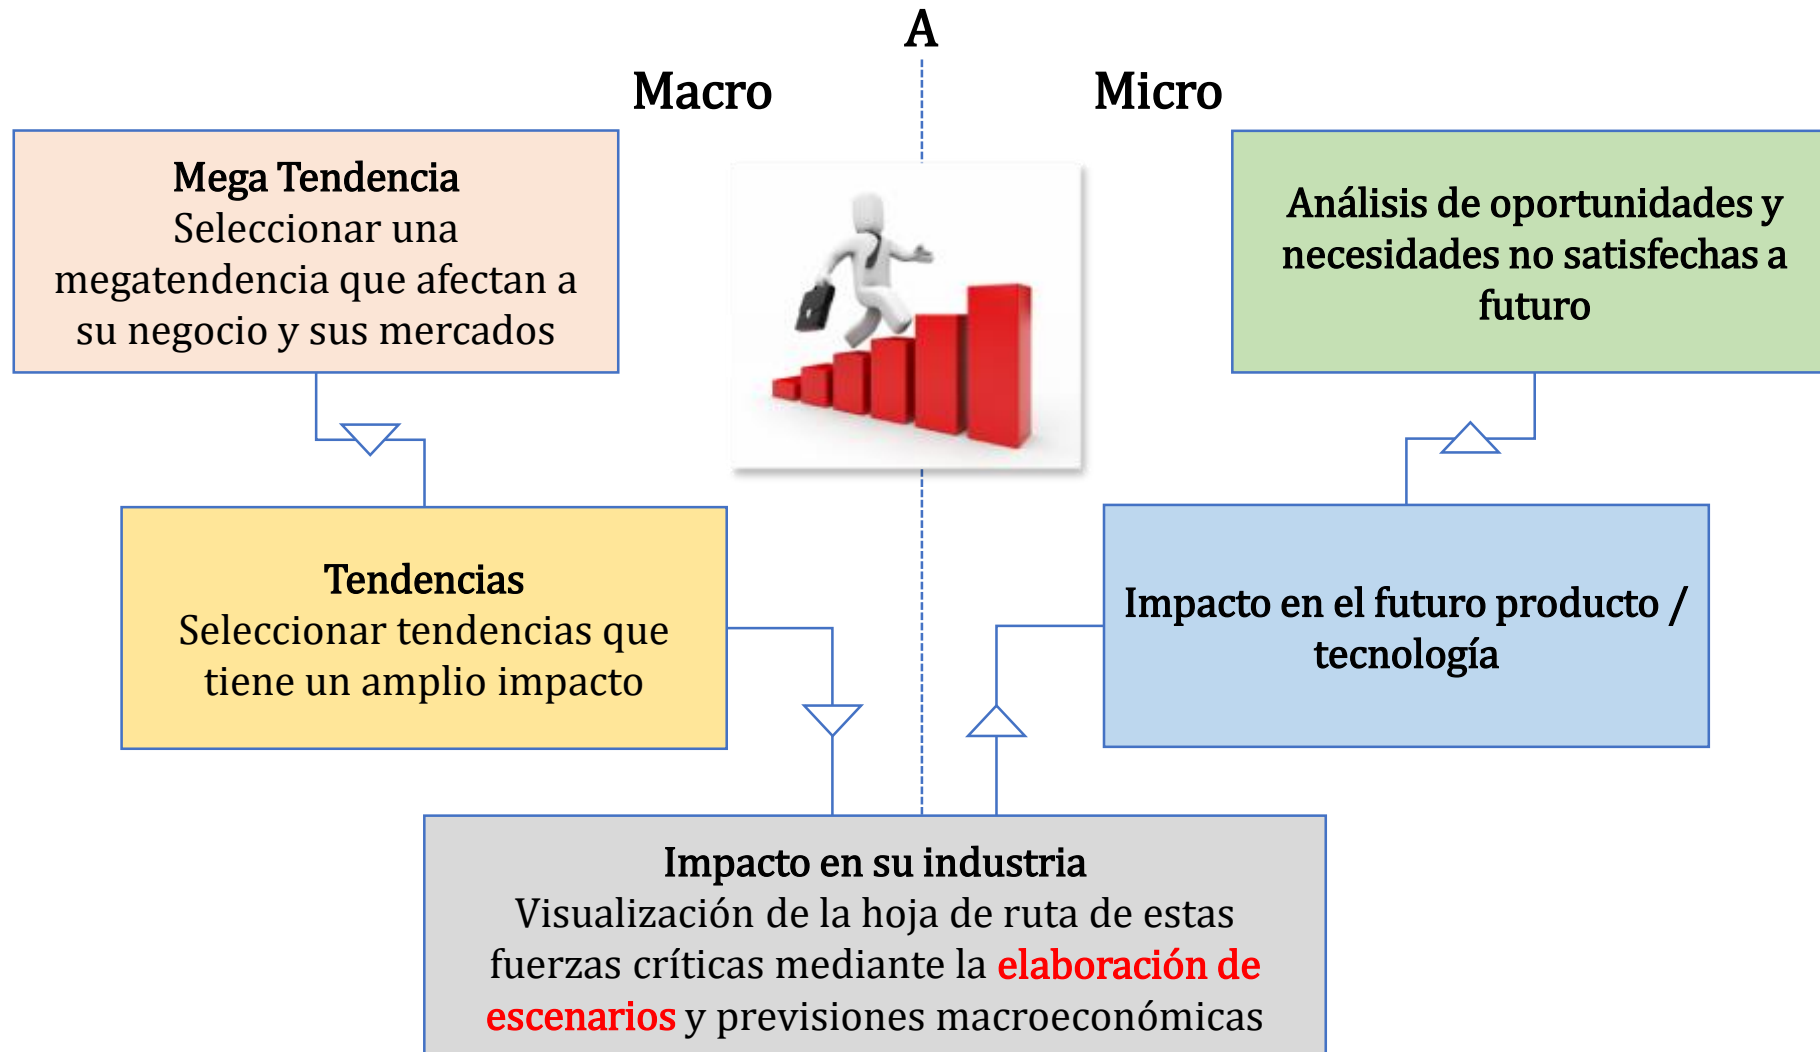 A
Macro
Micro
Mega Tendencia
Seleccionar una
megatendencia que afectan a
su negocio y sus mercados
Análisis de oportunidades y
necesidades no satisfechas a
futuro
Tendencias
Seleccionar tendencias que
tiene un amplio impacto
Impacto en el futuro producto /
tecnología
Impacto en su industria
Visualización de la hoja de ruta de estas
fuerzas críticas mediante la elaboración de
escenarios y previsiones macroeconómicas